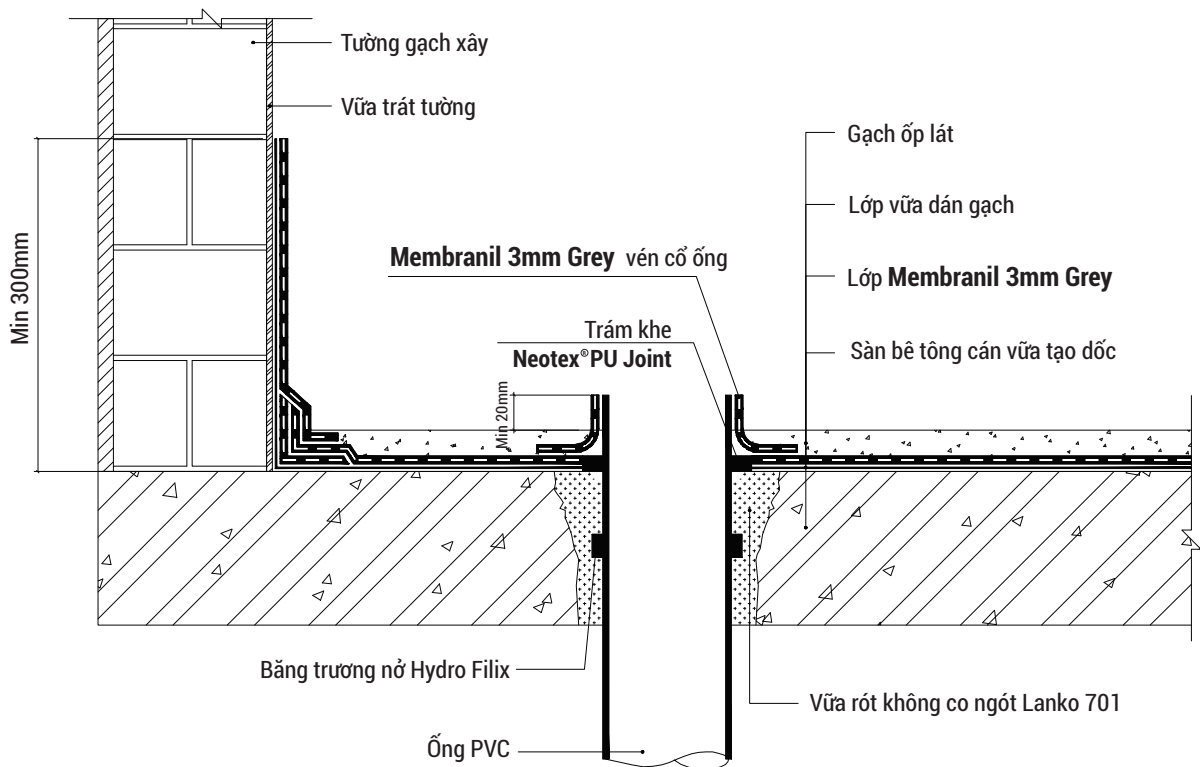 Tường gạch xây
Vữa trát tường
Gạch ốp lát
Lớp vữa dán gạch
Membranil 3mm Grey vén cổ ống
Lớp Membranil 3mm Grey
Min 300mm
Trám khe
Neotex®PU Joint
Sàn bê tông cán vữa tạo dốc
Min 20mm
Băng trương nở Hydro Filix
Vữa rót không co ngót Lanko 701
Ống PVC